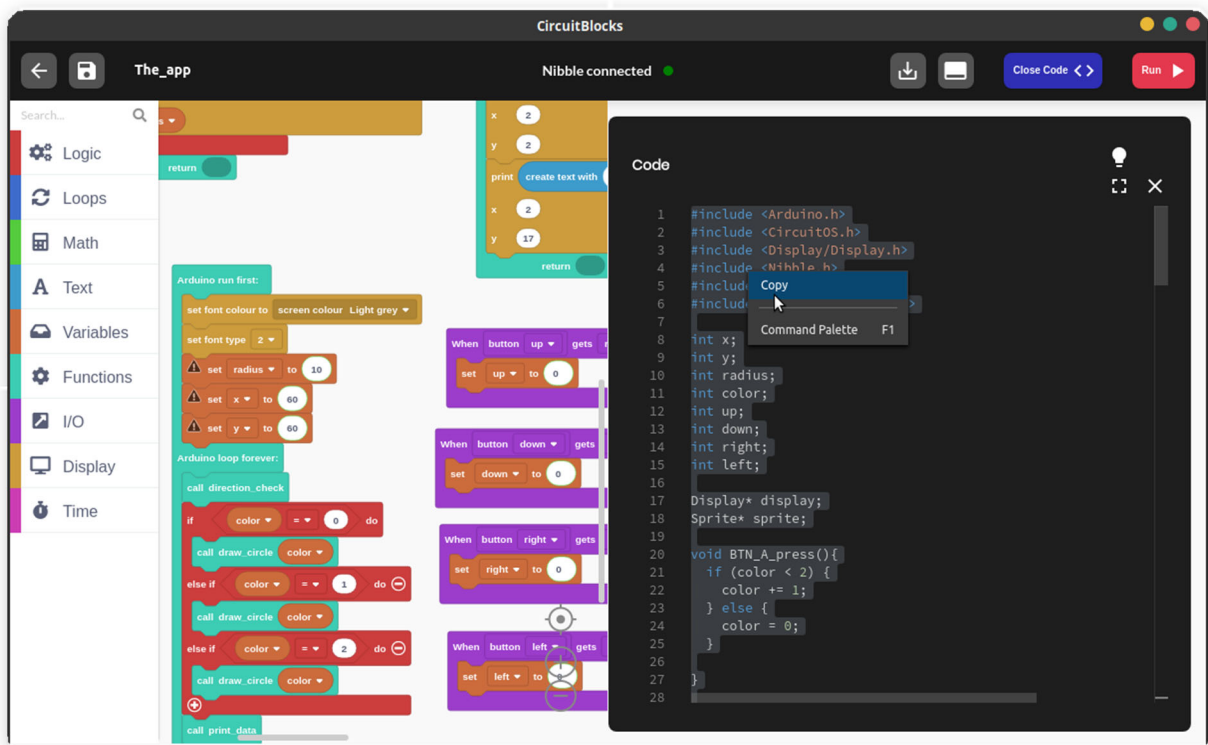 CircuitBlocks
The_app
Nibble connected
Close Code
Run
Search...
Logic
Loops
Math
Text
Variables
Functions
I/O
Display
Time
return
x 2
y 2
print create text with
x 2
y 17
return
Arduino run first:
set font colour to screen colour Light grey
set font type 2
set radius to 10
set x to 60
set y to 60
Arduino loop forever:
call direction_check
if color = 0 do
call draw_circle color
else if color = 1 do
call draw_circle color
else if color = 2 do
call draw_circle color
call print_data
When button up gets
set up to 0
When button down gets
set down to 0
When button right gets
set right to 0
When button left gets
set left to
Code
1 #include <Arduino.h>
2 #include <CircuitOS.h>
3 #include <Display/Display.h>
4 #include <Nibble.h>
5 #includ
6 #includ >
7
8 int x;
9 int y;
10 int radius;
11 int color;
12 int up;
13 int down;
14 int right;
15 int left;
16
17 Display* display;
18 Sprite* sprite;
19
20 void BTN_A_press(){
21 if (color < 2) {
22 color += 1;
23 } else {
24 color = 0;
25 }
26
27 }
28
Copy
Command Palette F1